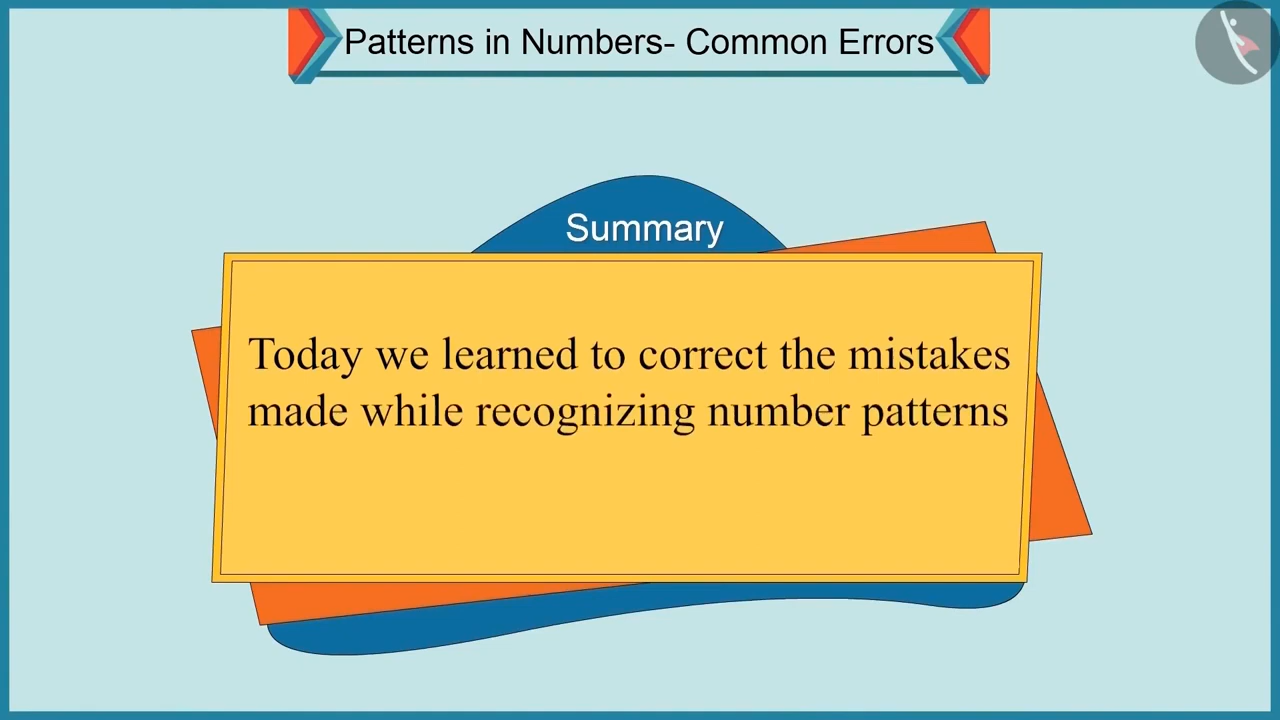 Patterns in Numbers- Common Errors
Summary
Today we learned to correct the mistakes
made while recognizing number patterns